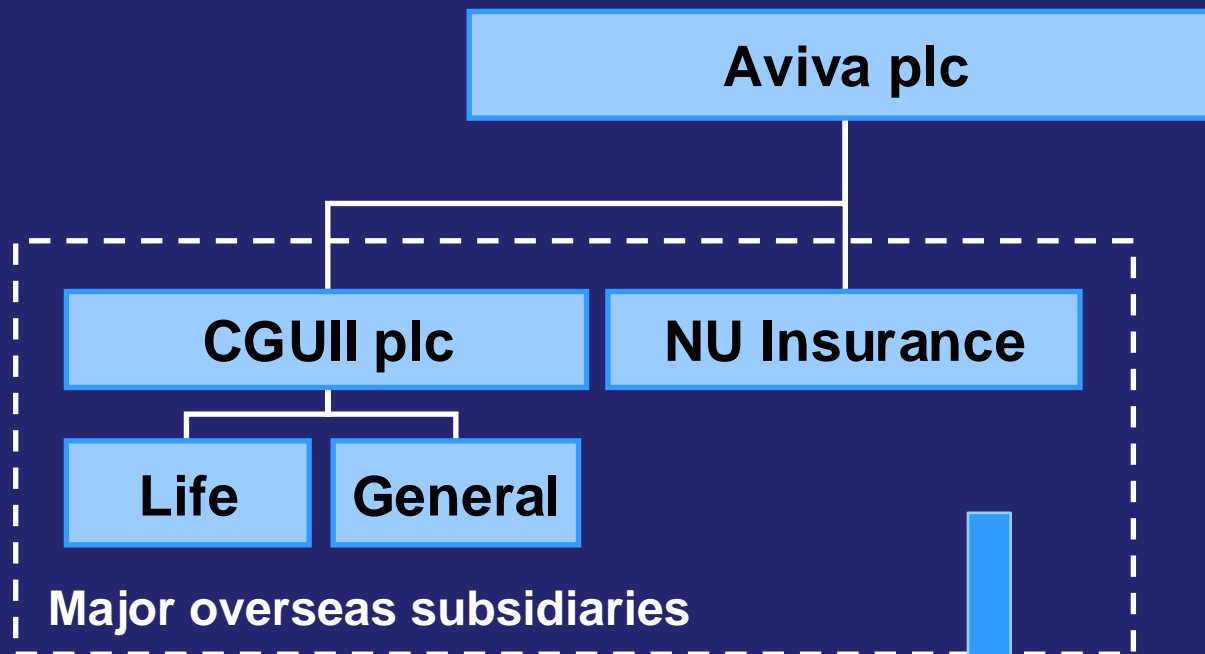 Aviva plc
CGUII plc
NU Insurance
Life
General
Major overseas subsidiaries